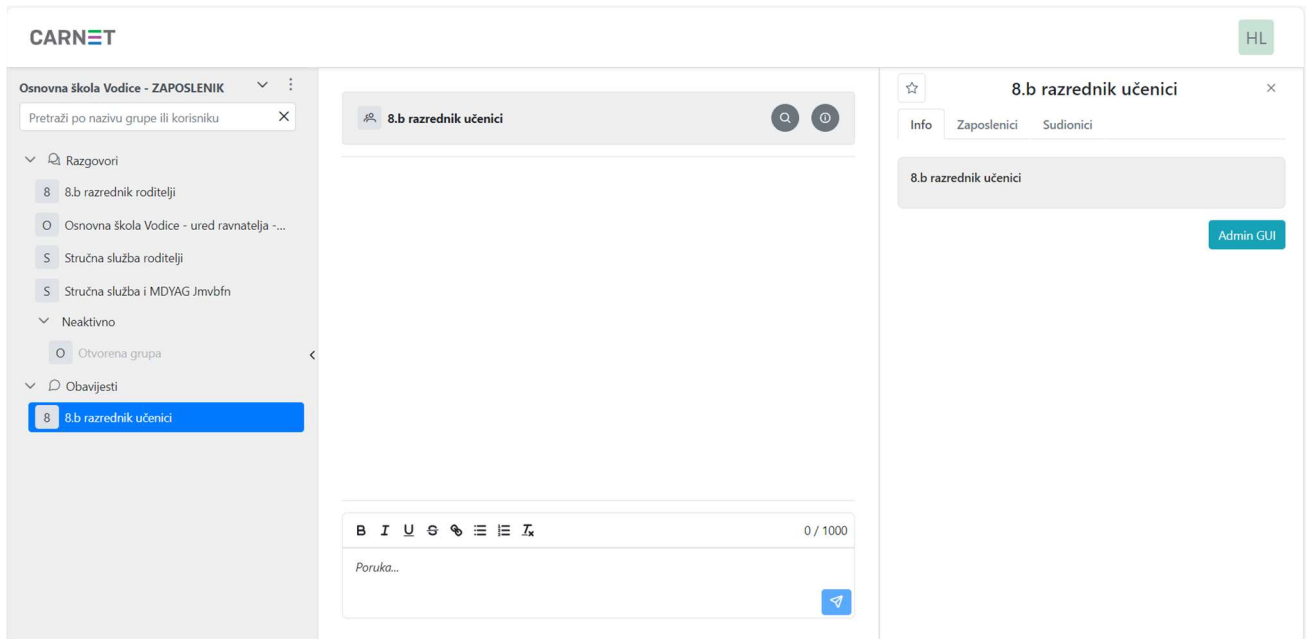 CARNET
HL
Osnovna škola Vodice - ZAPOSLENIK
Pretraži po nazivu grupe ili korisniku
Razgovori
8 8.b razrednik roditelji
O Osnovna škola Vodice - ured ravnatelja -...
S Stručna služba roditelji
S Stručna služba i MDYAG Jmvbfn
Neaktivno
O Otvorena grupa
Obavijesti
8 8.b razrednik učenici
8.b razrednik učenici
B I U S Tx 0 / 1000
Poruka...
8.b razrednik učenici
Info Zaposlenici Sudionici
8.b razrednik učenici
Admin GUI